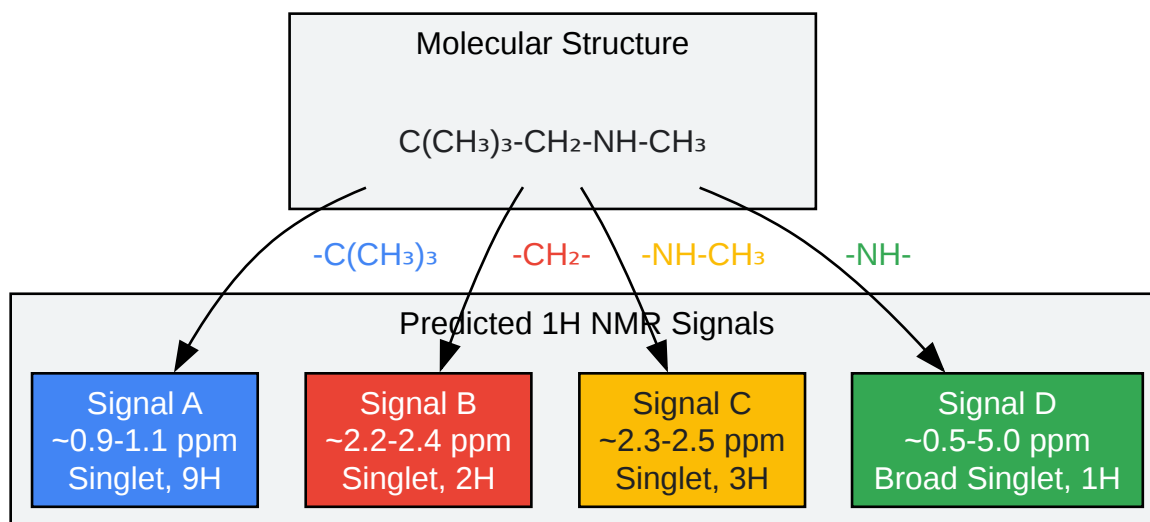 Molecular Structure
C(CH₃)₃-CH₂-NH-CH₃
-C(CH₃)₃
-CH₂-
-NH-CH₃
-NH-
Predicted 1H NMR Signals
Signal A
~0.9-1.1 ppm
Singlet, 9H
Signal B
~2.2-2.4 ppm
Singlet, 2H
Signal C
~2.3-2.5 ppm
Singlet, 3H
Signal D
~0.5-5.0 ppm
Broad Singlet, 1H